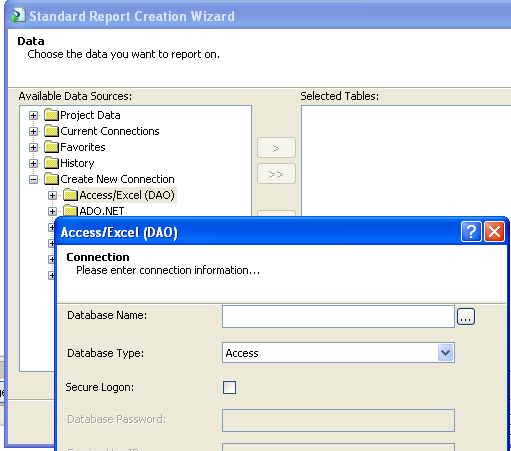 Standard Report Creation Wizard
Data
Choose the data you want to report on.
Available Data Sources:
Selected Tables:
Project Data
Current Connections
Favorites
History
Create New Connection
Access/Excel (DAO)
ADO.NET
>
>>
Access/Excel (DAO)
Connection
Please enter connection information...
Database Name:
...
Database Type:
Access
Secure Logon:
Database Password: